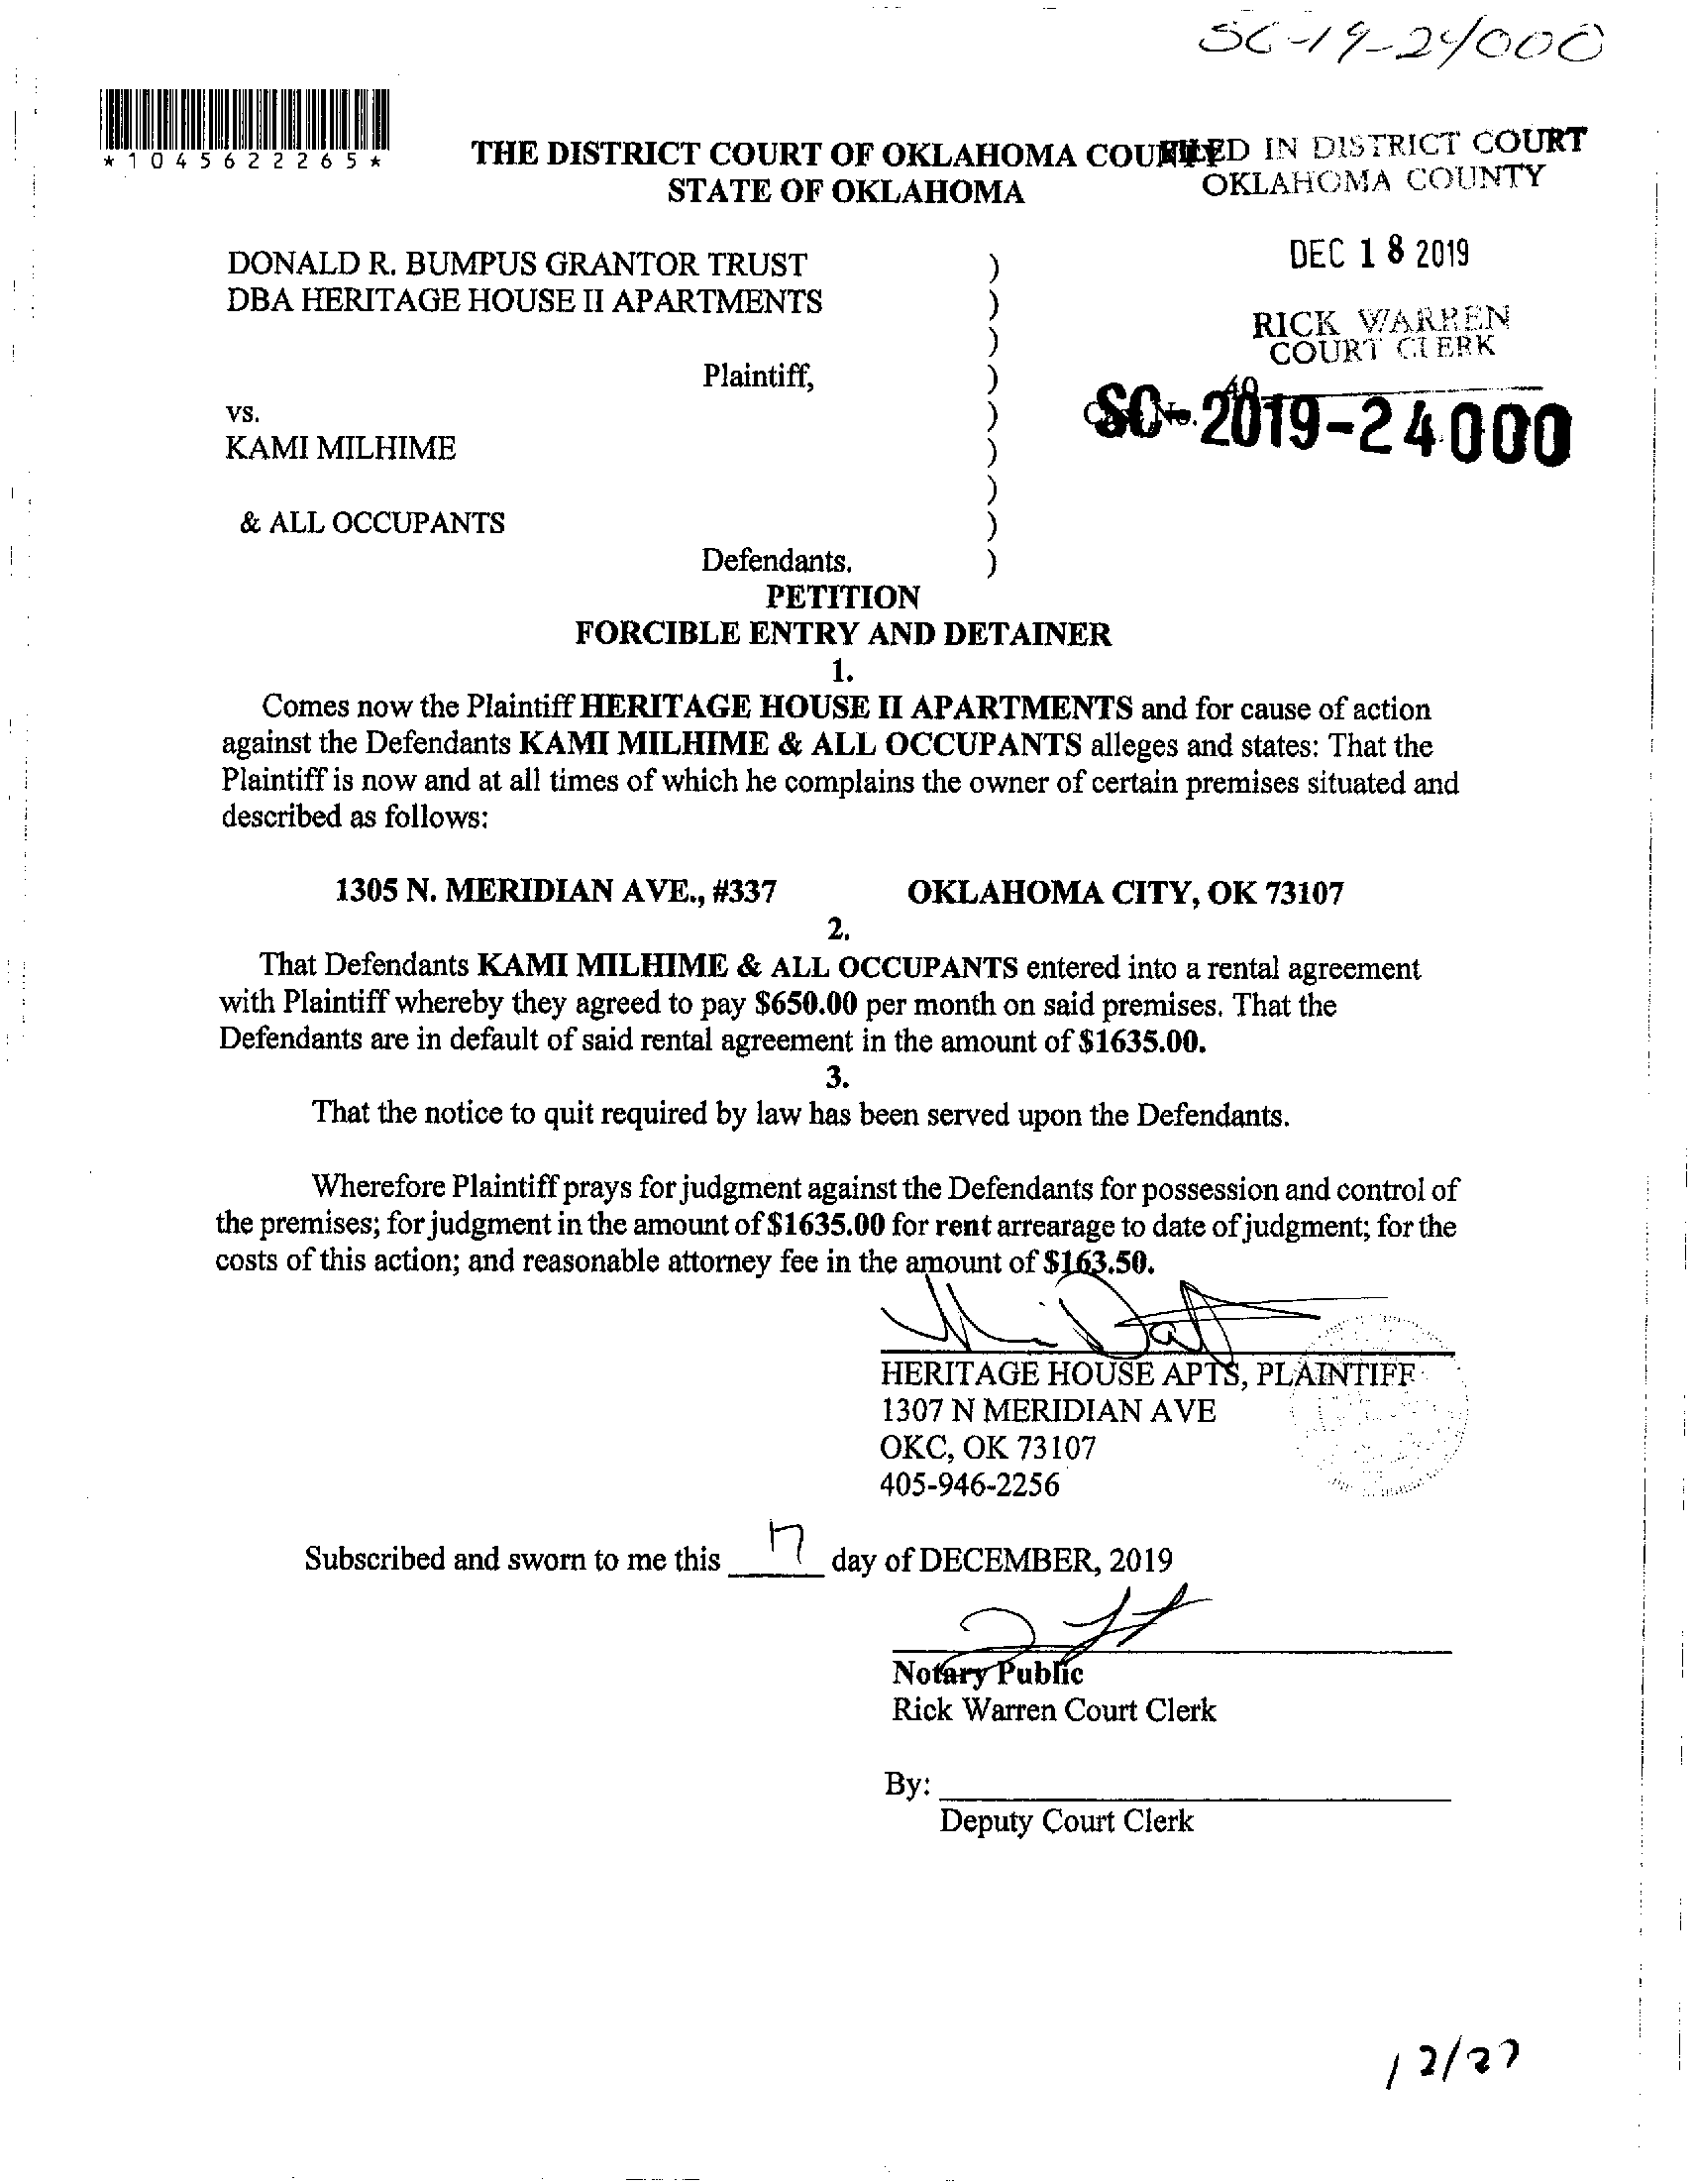 SC-19-24000
*1045622265*
THE DISTRICT COURT OF OKLAHOMA COUNTY
STATE OF OKLAHOMA
FILED IN DISTRICT COURT
OKLAHOMA COUNTY
DEC 18 2019
RICK WARREN
COURT CLERK
40
SC-2019-24000
DONALD R. BUMPUS GRANTOR TRUST )
DBA HERITAGE HOUSE II APARTMENTS )
)
Plaintiff, )
vs. )
KAMI MILHIME )
)
& ALL OCCUPANTS )
Defendants. )
PETITION
FORCIBLE ENTRY AND DETAINER
1.
Comes now the Plaintiff HERITAGE HOUSE II APARTMENTS and for cause of action
against the Defendants KAMI MILHIME & ALL OCCUPANTS alleges and states: That the
Plaintiff is now and at all times of which he complains the owner of certain premises situated and
described as follows:
1305 N. MERIDIAN AVE., #337 OKLAHOMA CITY, OK 73107
2.
That Defendants KAMI MILHIME & ALL OCCUPANTS entered into a rental agreement
with Plaintiff whereby they agreed to pay $650.00 per month on said premises. That the
Defendants are in default of said rental agreement in the amount of $1635.00.
3.
That the notice to quit required by law has been served upon the Defendants.
Wherefore Plaintiff prays for judgment against the Defendants for possession and control of
the premises; for judgment in the amount of $1635.00 for rent arrearage to date of judgment; for the
costs of this action; and reasonable attorney fee in the amount of $163.50.
HERITAGE HOUSE APTS, PLAINTIFF
1307 N MERIDIAN AVE
OKC, OK 73107
405-946-2256
Subscribed and sworn to me this 17 day of DECEMBER, 2019
Notary Public
Rick Warren Court Clerk
By:
Deputy Court Clerk
12/27